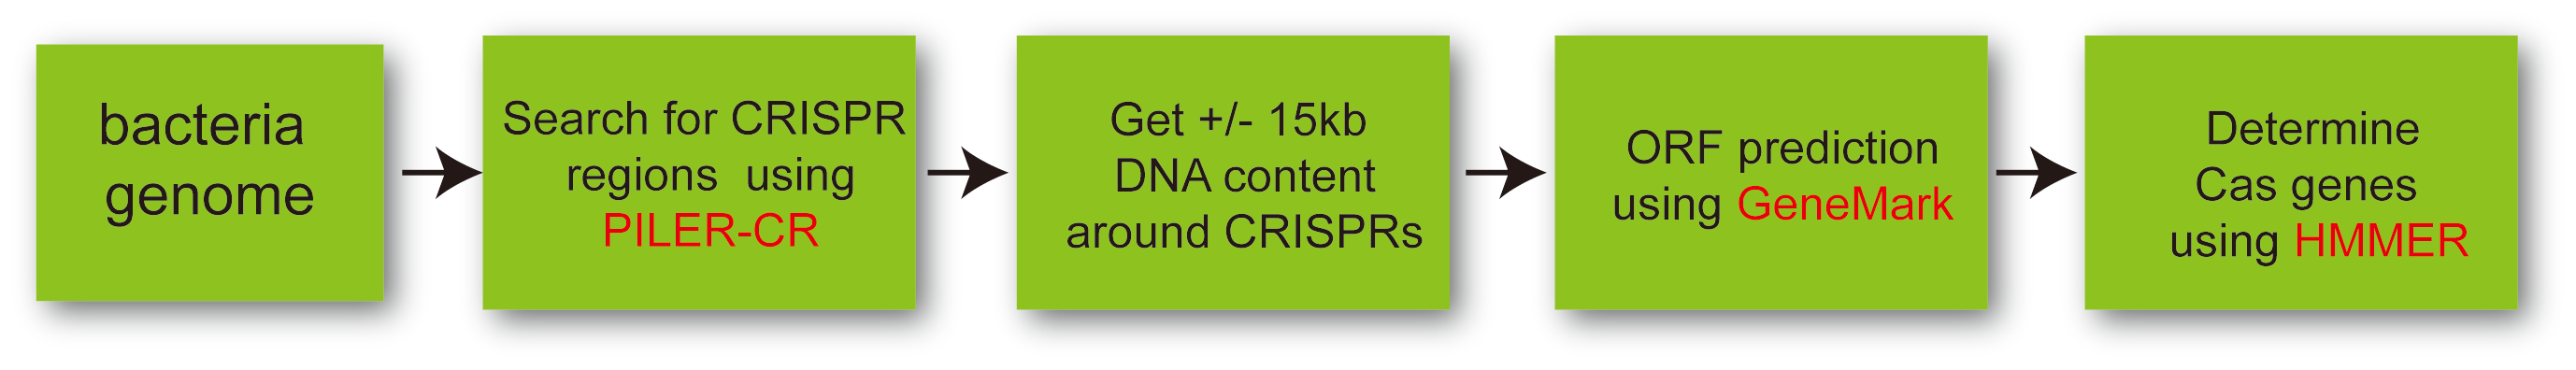 bacteria
genome
Search for CRISPR
regions using
PILER-CR
Get +/- 15kb
DNA content
around CRISPRs
ORF prediction
using GeneMark
Determine
Cas genes
using HMMER